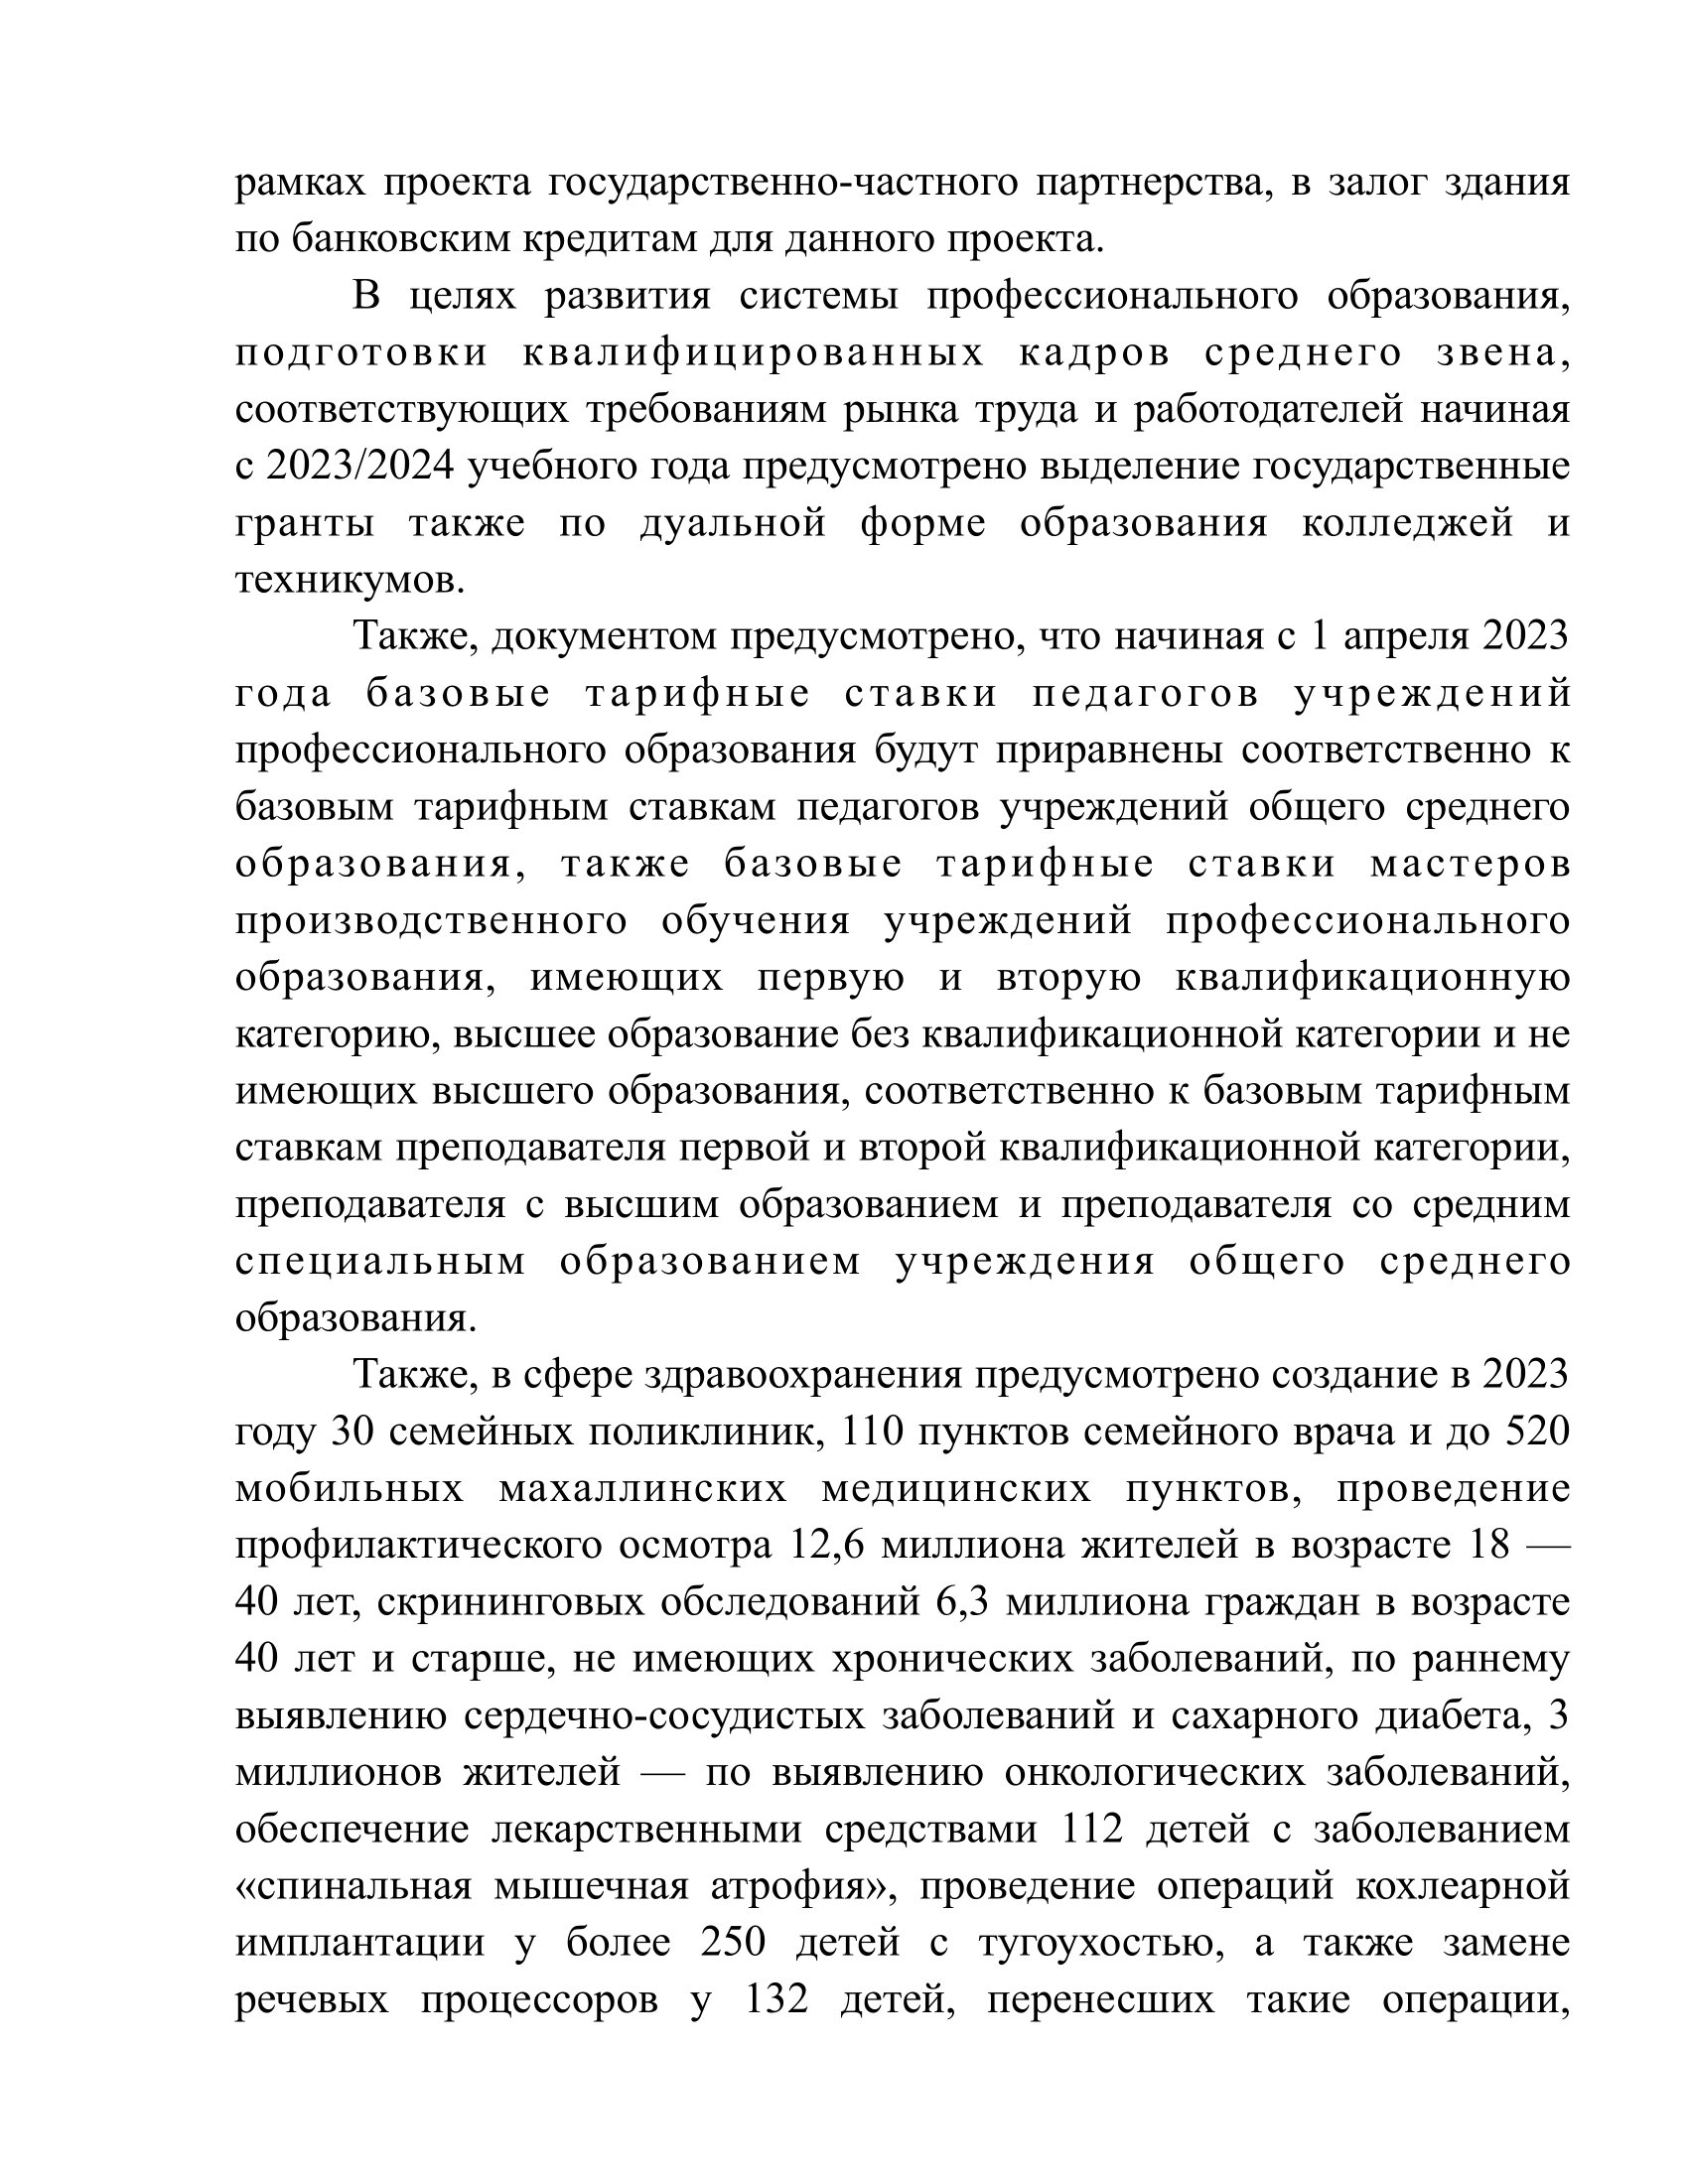 рамках проекта государственно-частного партнерства, в залог здания
по банковским кредитам для данного проекта.
В целях развития системы профессионального образования,
подготовки квалифицированных кадров среднего звена,
соответствующих требованиям рынка труда и работодателей начиная
с 2023/2024 учебного года предусмотрено выделение государственные
гранты также по дуальной форме образования колледжей и
техникумов.
Также, документом предусмотрено, что начиная с 1 апреля 2023
года базовые тарифные ставки педагогов учреждений
профессионального образования будут приравнены соответственно к
базовым тарифным ставкам педагогов учреждений общего среднего
образования, также базовые тарифные ставки мастеров
производственного обучения учреждений профессионального
образования, имеющих первую и вторую квалификационную
категорию, высшее образование без квалификационной категории и не
имеющих высшего образования, соответственно к базовым тарифным
ставкам преподавателя первой и второй квалификационной категории,
преподавателя с высшим образованием и преподавателя со средним
специальным образованием учреждения общего среднего
образования.
Также, в сфере здравоохранения предусмотрено создание в 2023
году 30 семейных поликлиник, 110 пунктов семейного врача и до 520
мобильных махаллинских медицинских пунктов, проведение
профилактического осмотра 12,6 миллиона жителей в возрасте 18 —
40 лет, скрининговых обследований 6,3 миллиона граждан в возрасте
40 лет и старше, не имеющих хронических заболеваний, по раннему
выявлению сердечно-сосудистых заболеваний и сахарного диабета, 3
миллионов жителей — по выявлению онкологических заболеваний,
обеспечение лекарственными средствами 112 детей с заболеванием
«спинальная мышечная атрофия», проведение операций кохлеарной
имплантации у более 250 детей с тугоухостью, а также замене
речевых процессоров у 132 детей, перенесших такие операции,